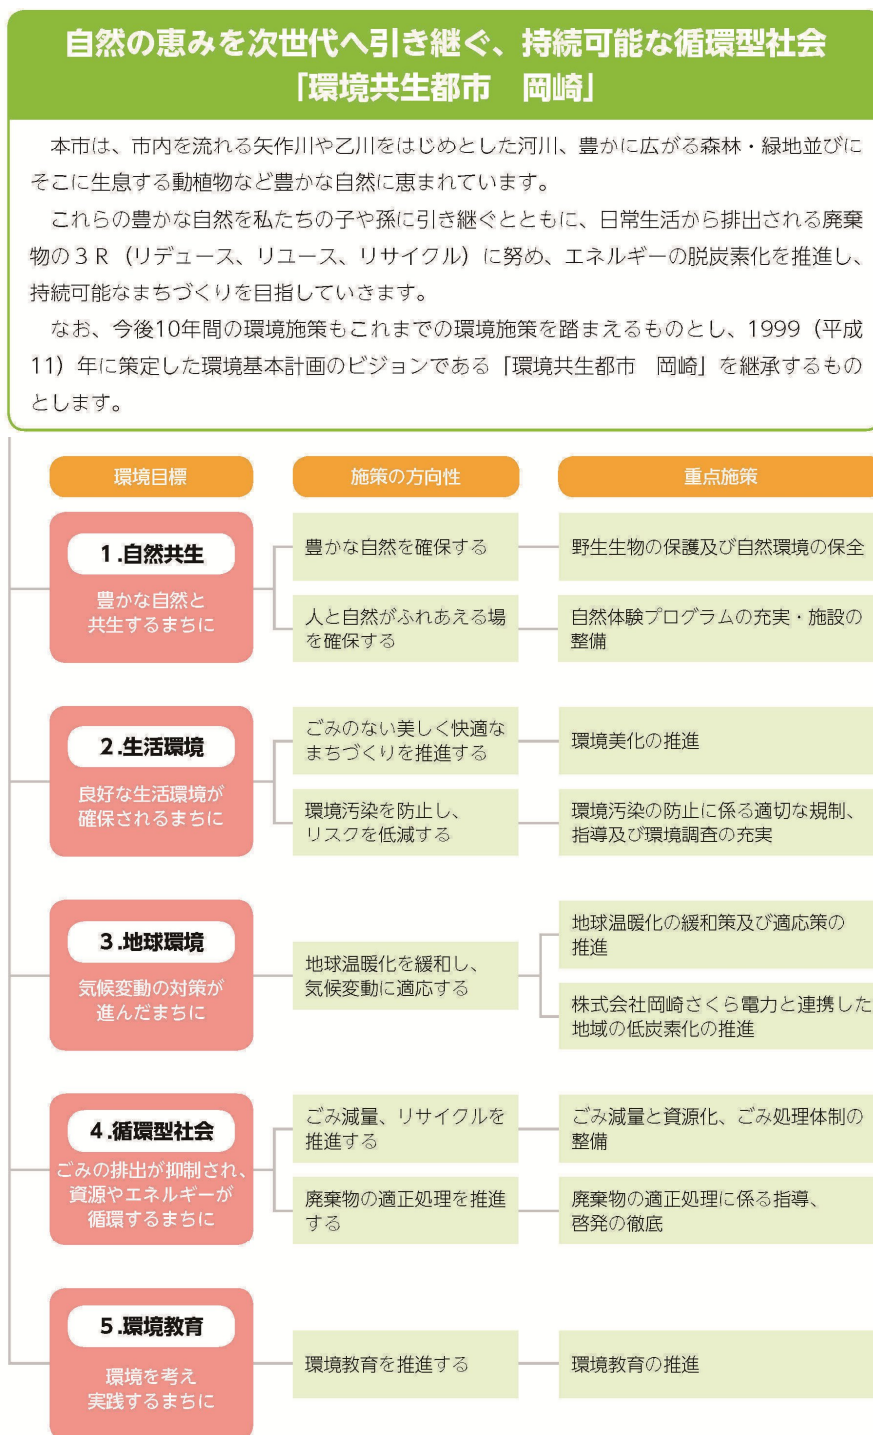 自然の恵みを次世代へ引き継ぐ、持続可能な循環型社会
「環境共生都市　岡崎」
本市は、市内を流れる矢作川や乙川をはじめとした河川、豊かに広がる森林・緑地並びに
そこに生息する動植物など豊かな自然に恵まれています。
これらの豊かな自然を私たちの子や孫に引き継ぐとともに、日常生活から排出される廃棄
物の３Ｒ（リデュース、リユース、リサイクル）に努め、エネルギーの脱炭素化を推進し、
持続可能なまちづくりを目指していきます。
なお、今後10年間の環境施策もこれまでの環境施策を踏まえるものとし、1999（平成
11）年に策定した環境基本計画のビジョンである「環境共生都市　岡崎」を継承するもの
とします。
環境目標
施策の方向性
重点施策
１.自然共生
豊かな自然と
共生するまちに
豊かな自然を確保する
野生生物の保護及び自然環境の保全
人と自然がふれあえる場
を確保する
自然体験プログラムの充実・施設の
整備
２.生活環境
良好な生活環境が
確保されるまちに
ごみのない美しく快適な
まちづくりを推進する
環境美化の推進
環境汚染を防止し、
リスクを低減する
環境汚染の防止に係る適切な規制、
指導及び環境調査の充実
３.地球環境
気候変動の対策が
進んだまちに
地球温暖化を緩和し、
気候変動に適応する
地球温暖化の緩和策及び適応策の
推進
株式会社岡崎さくら電力と連携した
地域の低炭素化の推進
４.循環型社会
ごみの排出が抑制され、
資源やエネルギーが
循環するまちに
ごみ減量、リサイクルを
推進する
ごみ減量と資源化、ごみ処理体制の
整備
廃棄物の適正処理を推進
する
廃棄物の適正処理に係る指導、
啓発の徹底
５.環境教育
環境を考え
実践するまちに
環境教育を推進する
環境教育の推進